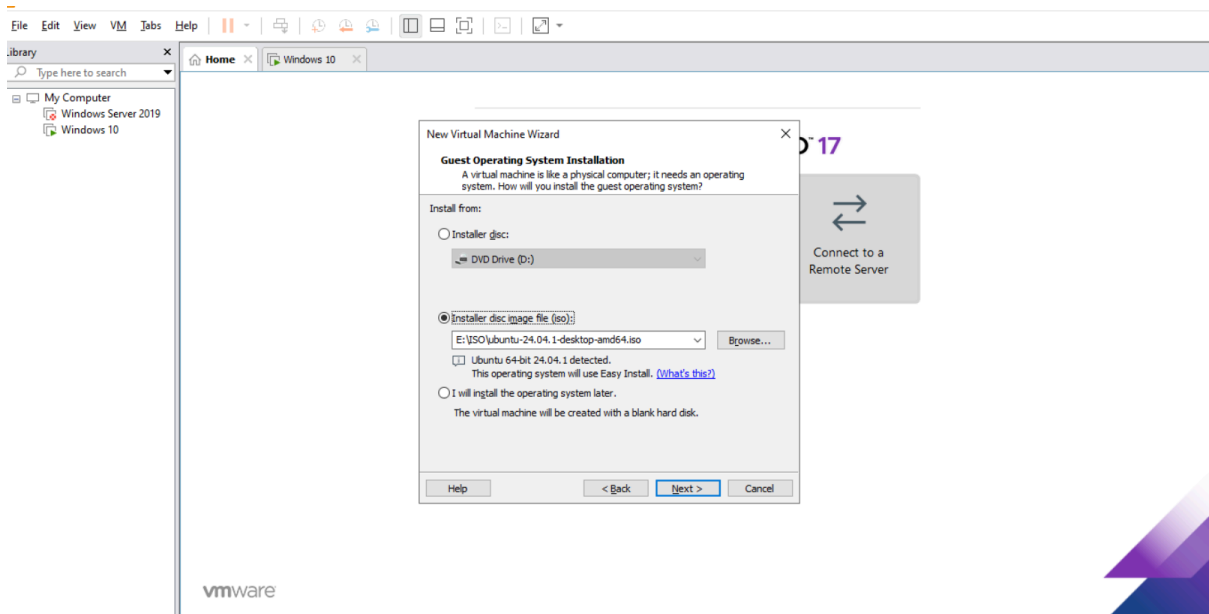 File Edit View VM Tabs Help
Library
Type here to search
My Computer
Windows Server 2019
Windows 10
Home
Windows 10
17
Connect to a
Remote Server
New Virtual Machine Wizard
Guest Operating System Installation
A virtual machine is like a physical computer; it needs an operating
system. How will you install the guest operating system?
Install from:
Installer disc:
DVD Drive (D:)
Installer disc image file (iso):
E:\ISO\ubuntu-24.04.1-desktop-amd64.iso
Browse...
Ubuntu 64-bit 24.04.1 detected.
This operating system will use Easy Install. (What's this?)
I will install the operating system later.
The virtual machine will be created with a blank hard disk.
Help < Back Next > Cancel
vmware